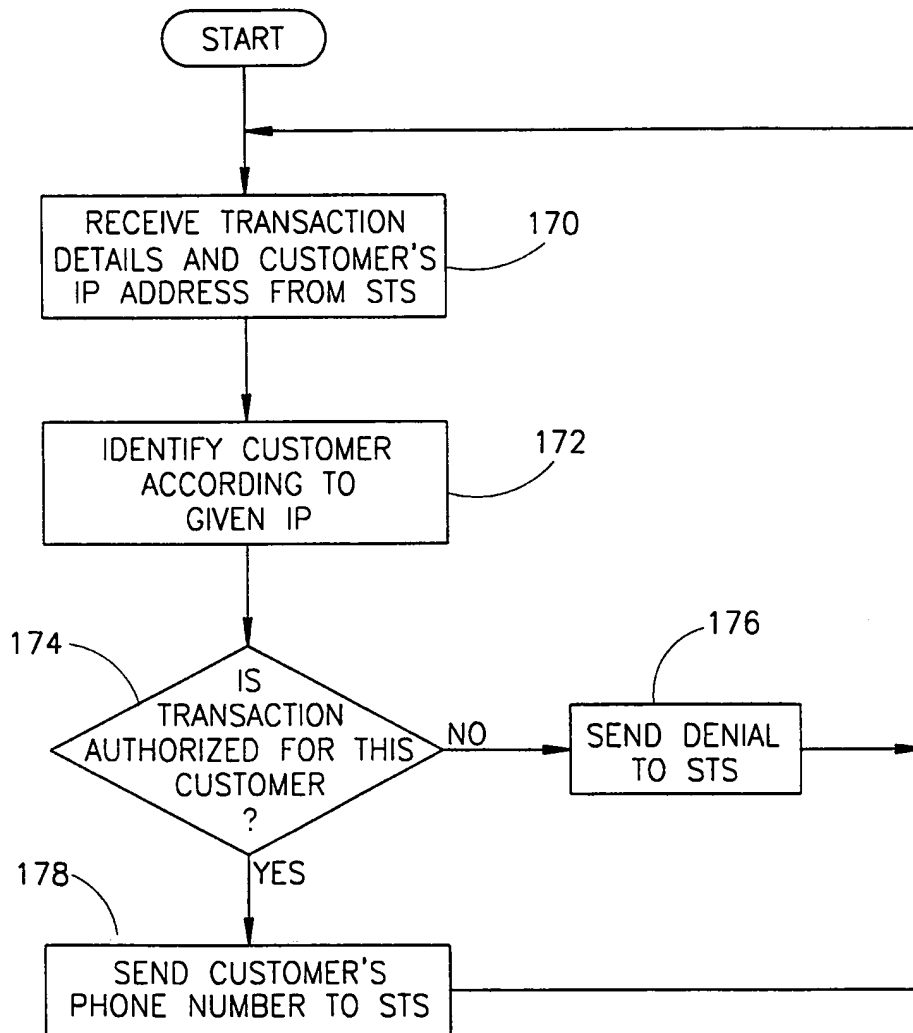 START
RECEIVE TRANSACTION
DETAILS AND CUSTOMER'S
IP ADDRESS FROM STS
170
IDENTIFY CUSTOMER
ACCORDING TO
GIVEN IP
172
174
IS
TRANSACTION
AUTHORIZED FOR THIS
CUSTOMER
?
NO
176
SEND DENIAL
TO STS
YES
178
SEND CUSTOMER'S
PHONE NUMBER TO STS